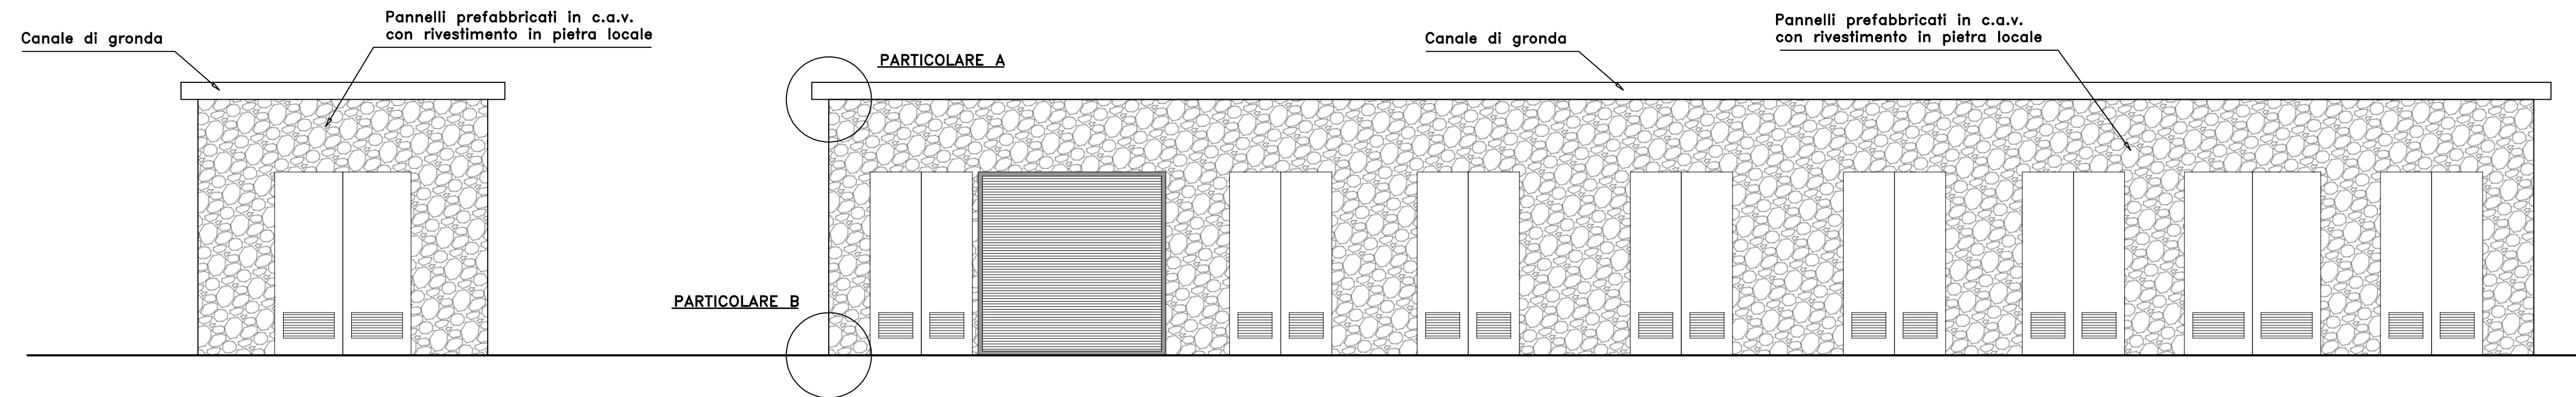 Canale di gronda
Pannelli prefabbricati in c.a.v.
con rivestimento in pietra locale
PARTICOLARE A
PARTICOLARE B
Canale di gronda
Pannelli prefabbricati in c.a.v.
con rivestimento in pietra locale